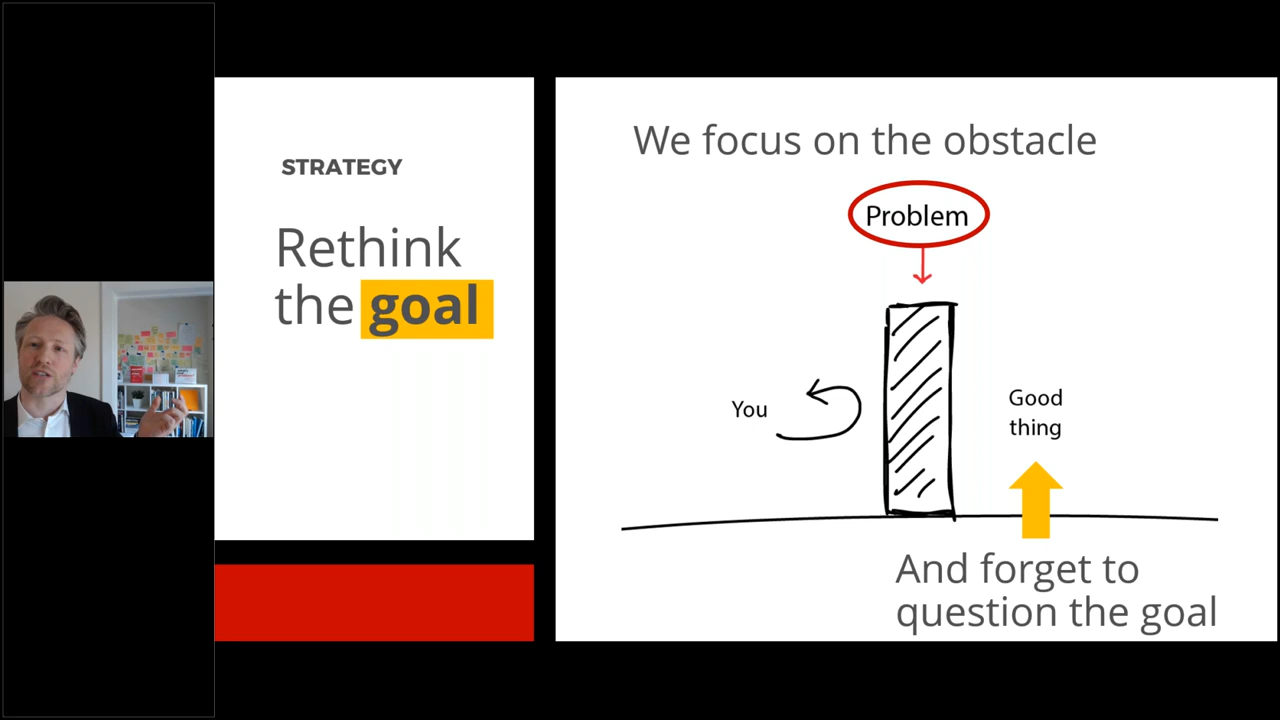 STRATEGY
Rethink
the goal
We focus on the obstacle
Problem
You
Good
thing
And forget to
question the goal